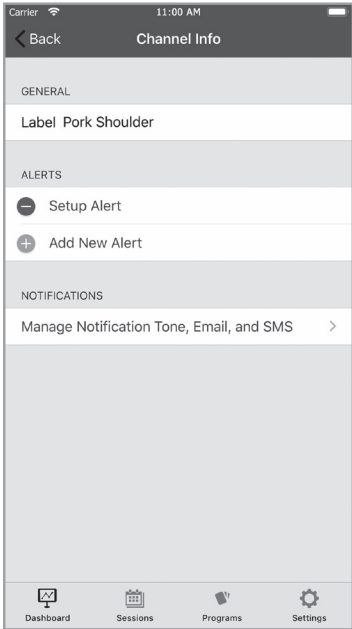 Carrier 11:00 AM
Back Channel Info
GENERAL
Label Pork Shoulder
ALERTS
Setup Alert
Add New Alert
NOTIFICATIONS
Manage Notification Tone, Email, and SMS
Dashboard Sessions Programs Settings